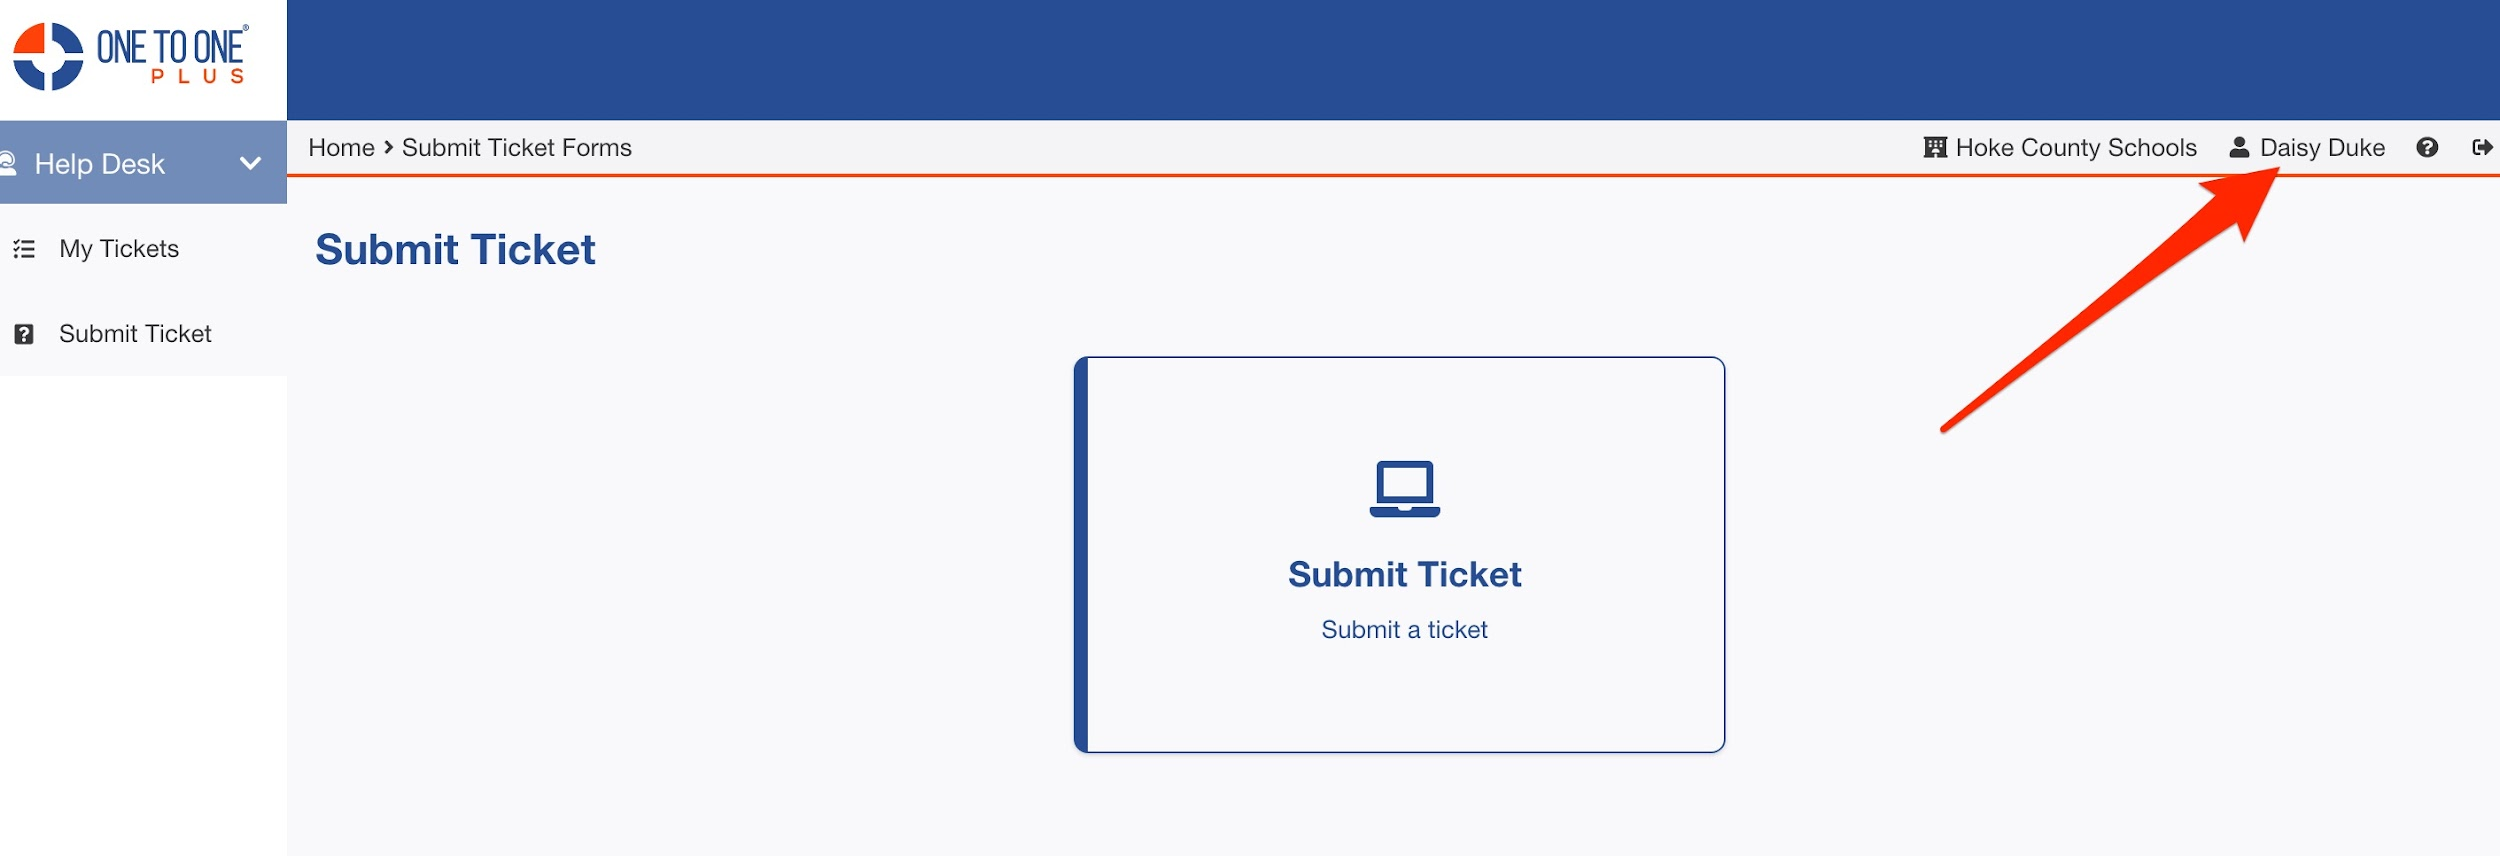 ONE TO ONE®
PLUS
Help Desk
My Tickets
Submit Ticket
Home > Submit Ticket Forms
Hoke County Schools Daisy Duke
Submit Ticket
Submit Ticket
Submit a ticket